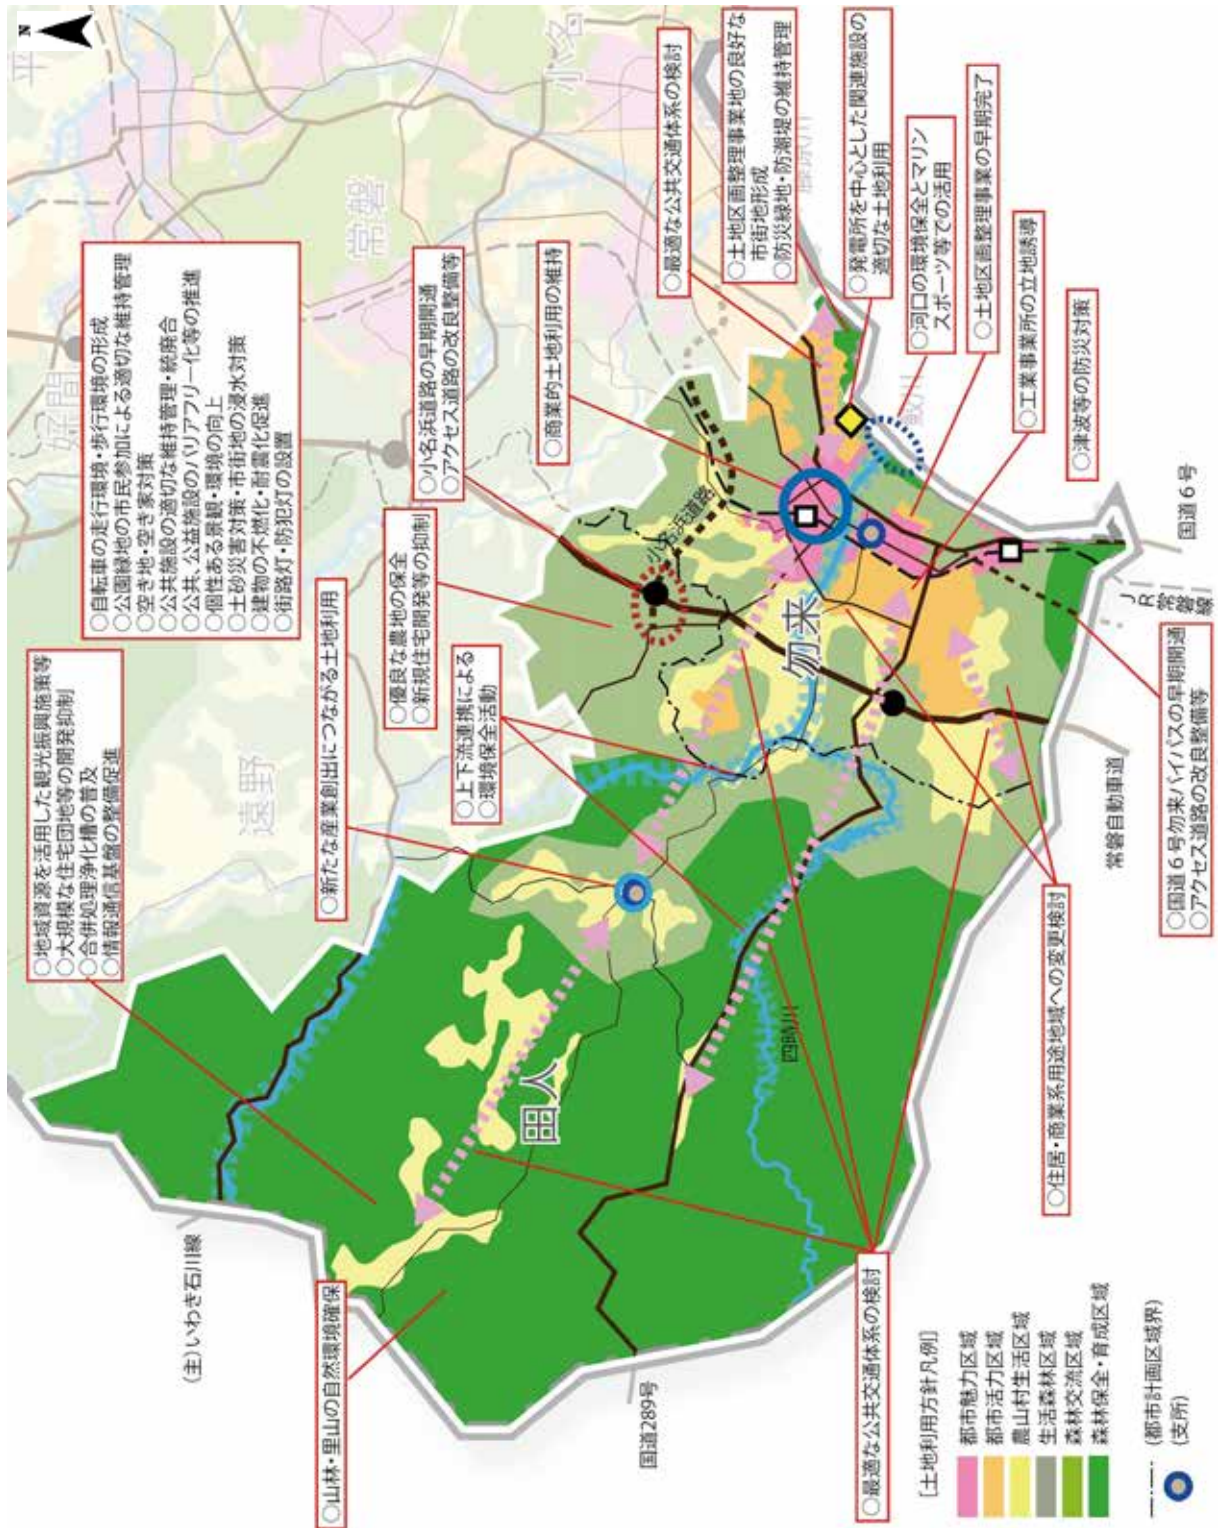 N
平
小名
常磐
好間
遠野
藤原川
鮫川
○自転車の走行環境・歩行環境の形成
○公園緑地の市民参加による適切な維持管理
○空き地・空き家対策
○公共施設の適切な維持管理・統廃合
○公共、公益施設のバリアフリー化等の推進
○個性ある景観・環境の向上
○土砂災害対策・市街地の浸水対策
○建物の不燃化・耐震化促進
○街路灯・防犯灯の設置
○地域資源を活用した観光振興施策等
○大規模な住宅団地等の開発抑制
○合併処理浄化槽の普及
○情報通信基盤の整備促進
○新たな産業創出につながる土地利用
○優良な農地の保全
○新規住宅開発等の抑制
○上下流連携による
○環境保全活動
○小名浜道路の早期開通
○アクセス道路の改良整備等
○商業的土地利用の維持
○最適な公共交通体系の検討
○土地区画整理事業地の良好な
市街地形成
○防災緑地・防潮堤の維持管理
○発電所を中心とした関連施設の
適切な土地利用
○河口の環境保全とマリン
スポーツ等での活用
○土地区画整理事業の早期完了
○工業事業所の立地誘導
○津波等の防災対策
小名浜道路
勿来
田人
四時川
国道6号
JR常磐線
常磐自動車道
○国道6号勿来バイパスの早期開通
○アクセス道路の改良整備等
○住居・商業系用途地域への変更検討
○最適な公共交通体系の検討
○山林・里山の自然環境確保
(主)いわき石川線
国道289号
[土地利用方針凡例]
都市魅力区域
都市活力区域
農山村生活区域
生活森林区域
森林交流区域
森林保全・育成区域
(都市計画区域界)
(支所)